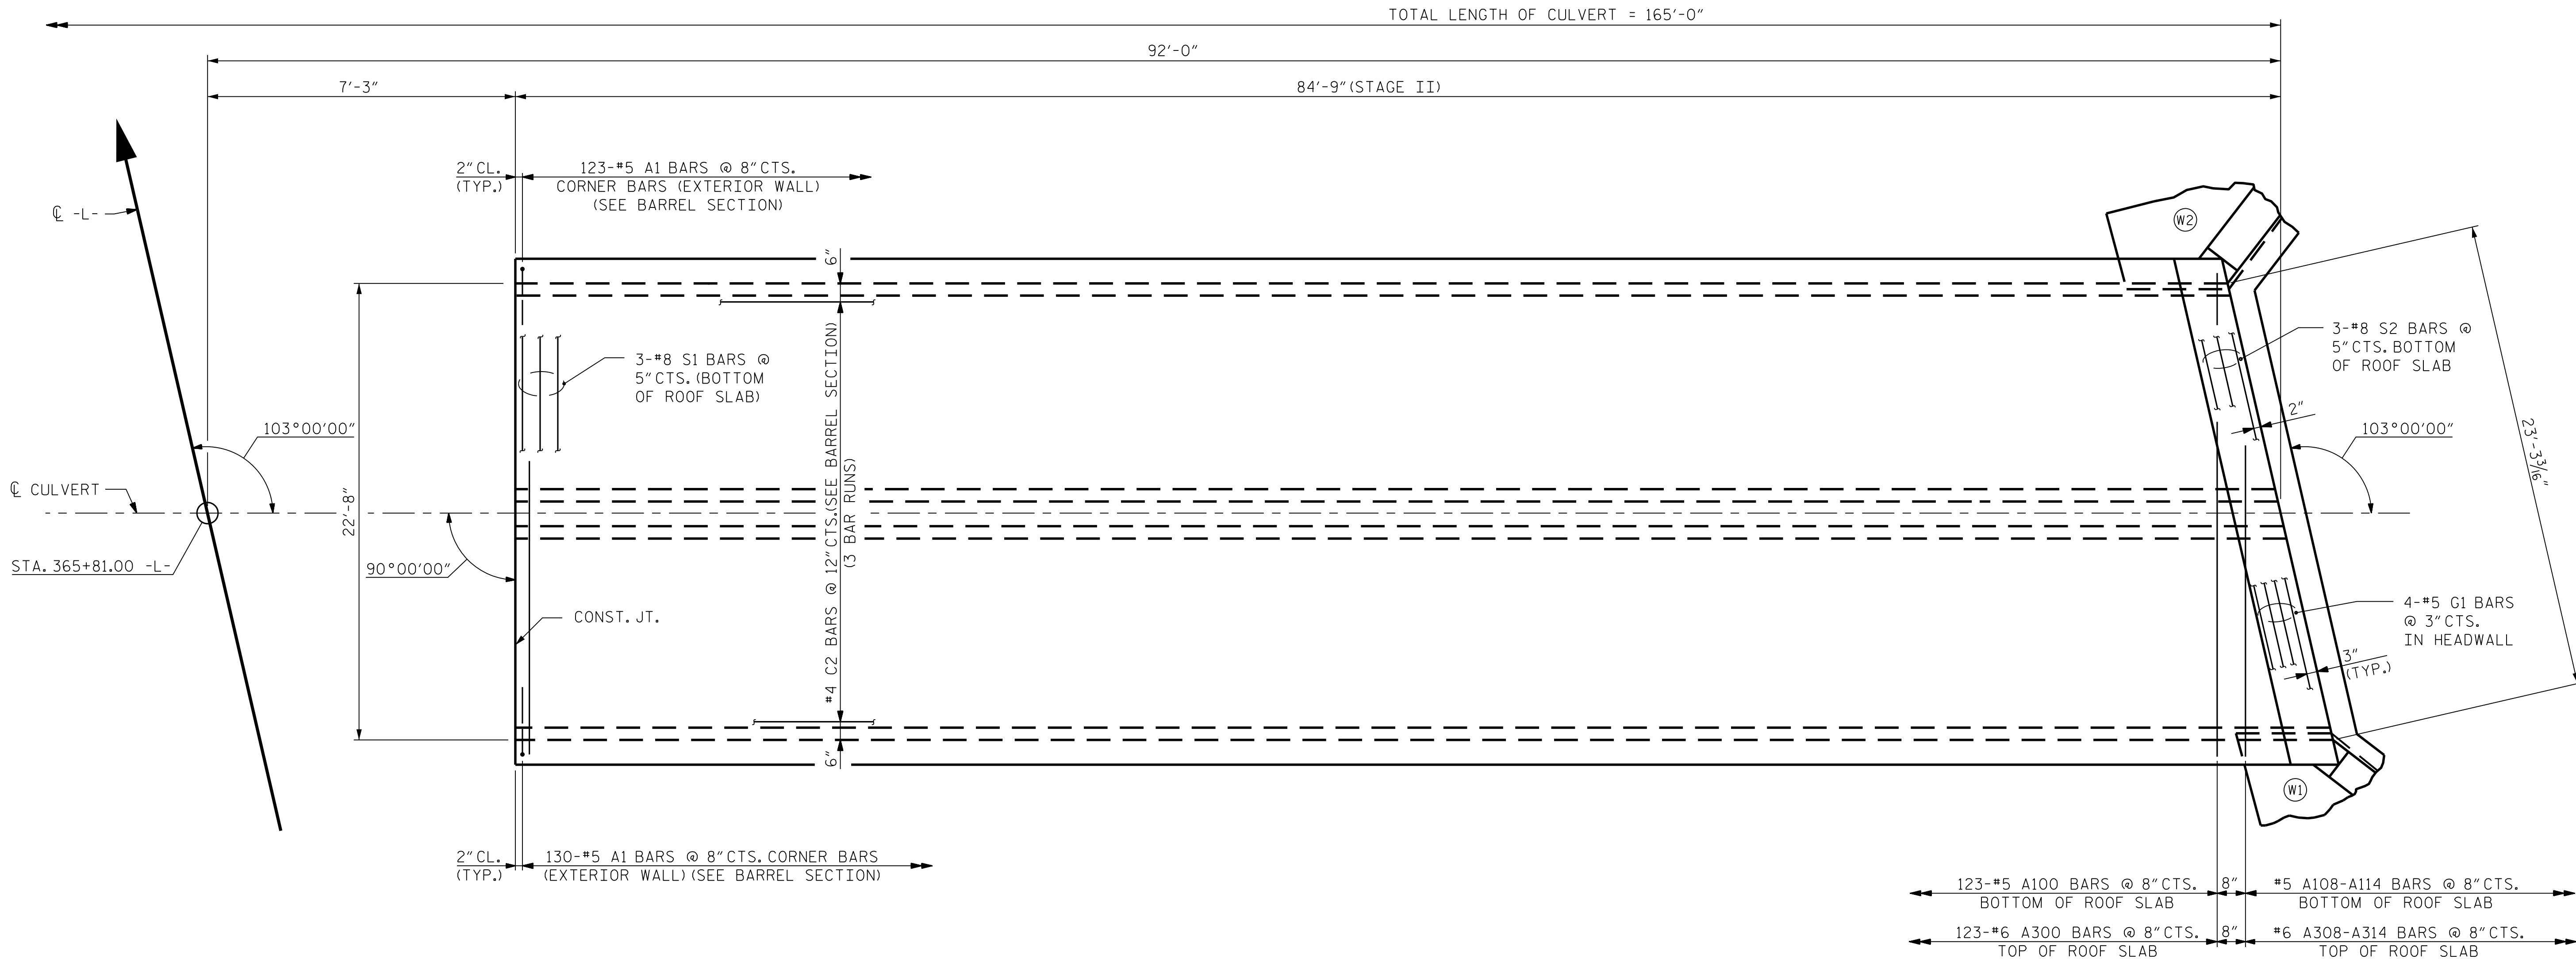 TOTAL LENGTH OF CULVERT = 165'-0"
92'-0"
7'-3"
84'-9" (STAGE II)
2" CL.
(TYP.)
123-#5 A1 BARS @ 8" CTS.
CORNER BARS (EXTERIOR WALL)
(SEE BARREL SECTION)
℄ -L-
W2
6"
3-#8 S1 BARS @
5" CTS. (BOTTOM
OF ROOF SLAB)
#4 C2 BARS @ 12" CTS. (SEE BARREL SECTION)
(3 BAR RUNS)
3-#8 S2 BARS @
5" CTS. BOTTOM
OF ROOF SLAB
2"
103°00'00"
103°00'00"
23'-3 3/16"
℄ CULVERT
22'-8"
STA. 365+81.00 -L-
90°00'00"
CONST. JT.
4-#5 G1 BARS
@ 3" CTS.
IN HEADWALL
3"
(TYP.)
6"
W1
2" CL.
(TYP.)
130-#5 A1 BARS @ 8" CTS. CORNER BARS
(EXTERIOR WALL) (SEE BARREL SECTION)
123-#5 A100 BARS @ 8" CTS.
BOTTOM OF ROOF SLAB
8"
#5 A108-A114 BARS @ 8" CTS.
BOTTOM OF ROOF SLAB
123-#6 A300 BARS @ 8" CTS.
TOP OF ROOF SLAB
8"
#6 A308-A314 BARS @ 8" CTS.
TOP OF ROOF SLAB